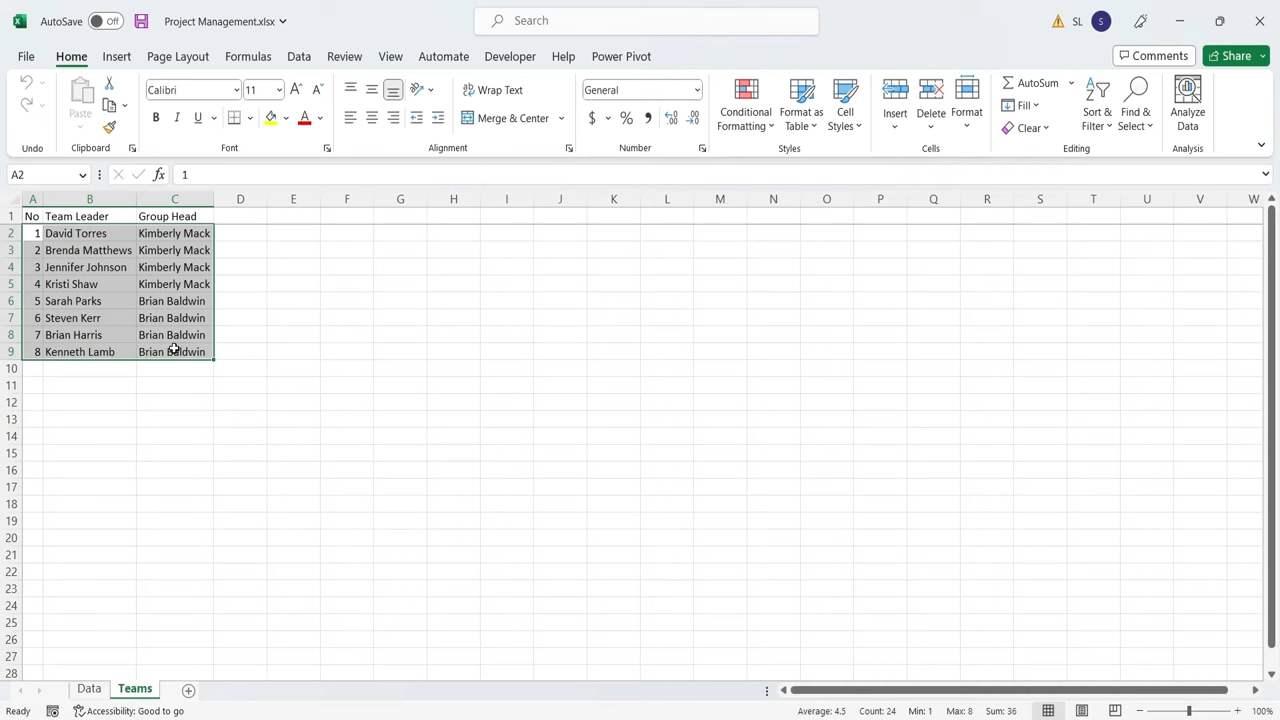 AutoSave Off Project Management.xlsx Search SL S
File Home Insert Page Layout Formulas Data Review View Automate Developer Help Power Pivot Comments Share
Paste Calibri 11 A A Wrap Text General Conditional Formatting Format as Table Cell Styles Insert Delete Format AutoSum Sort & Filter Find & Select Analyze Data
B I U A Merge & Center $ % Fill
Clear
Undo Clipboard Font Alignment Number Styles Cells Editing Analysis
A2 fx 1
A B C D E F G H I J K L M N O P Q R S T U V W
1 No Team Leader Group Head
2 1 David Torres Kimberly Mack
3 2 Brenda Matthews Kimberly Mack
4 3 Jennifer Johnson Kimberly Mack
5 4 Kristi Shaw Kimberly Mack
6 5 Sarah Parks Brian Baldwin
7 6 Steven Kerr Brian Baldwin
8 7 Brian Harris Brian Baldwin
9 8 Kenneth Lamb Brian Baldwin
10
11
12
13
14
15
16
17
18
19
20
21
22
23
24
25
26
27
28
Data Teams
Ready Accessibility: Good to go Average: 4.5 Count: 24 Min: 1 Max: 8 Sum: 36 100%